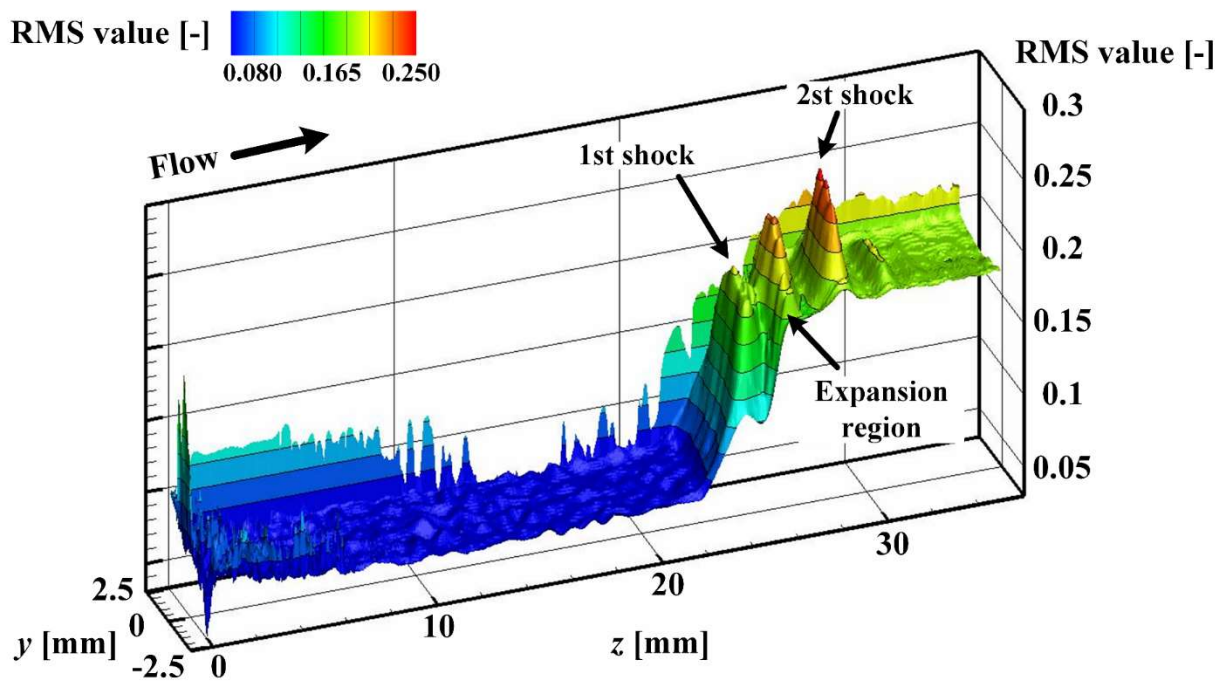 RMS value [-]
0.080 0.165 0.250
RMS value [-]
0.3
0.25
0.2
0.15
0.1
0.05
2st shock
1st shock
Flow
Expansion
region
2.5
0
-2.5
y [mm]
0
10
20
30
z [mm]